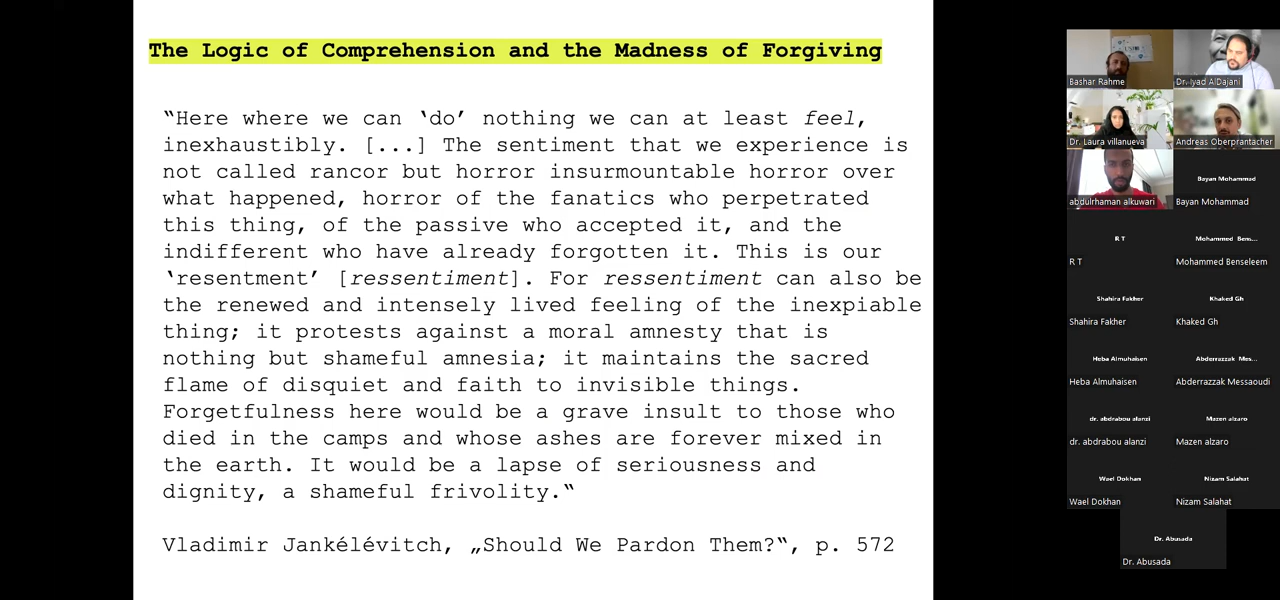 The Logic of Comprehension and the Madness of Forgiving
“Here where we can ‘do’ nothing we can at least feel,
inexhaustibly. [...] The sentiment that we experience is
not called rancor but horror insurmountable horror over
what happened, horror of the fanatics who perpetrated
this thing, of the passive who accepted it, and the
indifferent who have already forgotten it. This is our
‘resentment’ [ressentiment]. For ressentiment can also be
the renewed and intensely lived feeling of the inexpiable
thing; it protests against a moral amnesty that is
nothing but shameful amnesia; it maintains the sacred
flame of disquiet and faith to invisible things.
Forgetfulness here would be a grave insult to those who
died in the camps and whose ashes are forever mixed in
the earth. It would be a lapse of seriousness and
dignity, a shameful frivolity.“
Vladimir Jankélévitch, „Should We Pardon Them?“, p. 572
Bashar Rahme
Dr. Iyad AlDajani
Dr. Laura villanueva
Andreas Oberprantacher
abdulrhaman alkuwari
Bayan Mohammad
Bayan Mohammad
R T
Mohammed Bens...
R T
Mohammed Benseleem
Shahira Fakher
Khaked Gh
Shahira Fakher
Khaked Gh
Heba Almuhaisen
Abderrazzak Mes...
Heba Almuhaisen
Abderrazzak Messaoudi
dr. abdrabou alanzi
Mazen alzaro
dr. abdrabou alanzi
Mazen alzaro
Wael Dokhan
Nizam Salahat
Wael Dokhan
Nizam Salahat
Dr. Abusada
Dr. Abusada